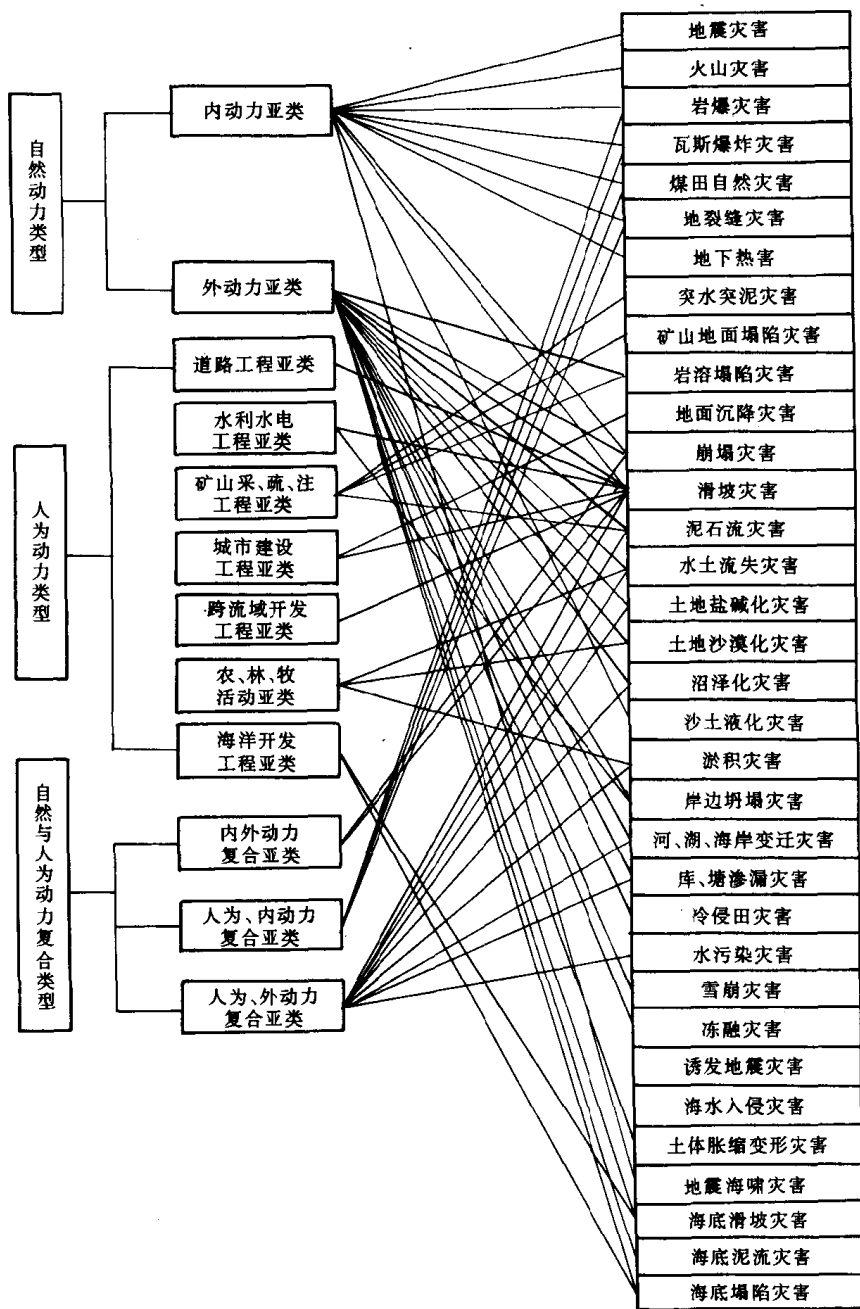 自然动力类型
内动力亚类
外动力亚类
人为动力类型
道路工程亚类
水利水电
工程亚类
矿山采、疏、注
工程亚类
城市建设
工程亚类
跨流域开发
工程亚类
农、林、牧
活动亚类
海洋开发
工程亚类
自然与人为动力复合类型
内外动力
复合亚类
人为、内动力
复合亚类
人为、外动力
复合亚类
地震灾害
火山灾害
岩爆灾害
瓦斯爆炸灾害
煤田自然灾害
地裂缝灾害
地下热害
突水突泥灾害
矿山地面塌陷灾害
岩溶塌陷灾害
地面沉降灾害
崩塌灾害
滑坡灾害
泥石流灾害
水土流失灾害
土地盐碱化灾害
土地沙漠化灾害
沼泽化灾害
沙土液化灾害
淤积灾害
岸边坍塌灾害
河、湖、海岸变迁灾害
库、塘渗漏灾害
冷侵田灾害
水污染灾害
雪崩灾害
冻融灾害
诱发地震灾害
海水入侵灾害
土体胀缩变形灾害
地震海啸灾害
海底滑坡灾害
海底泥流灾害
海底塌陷灾害